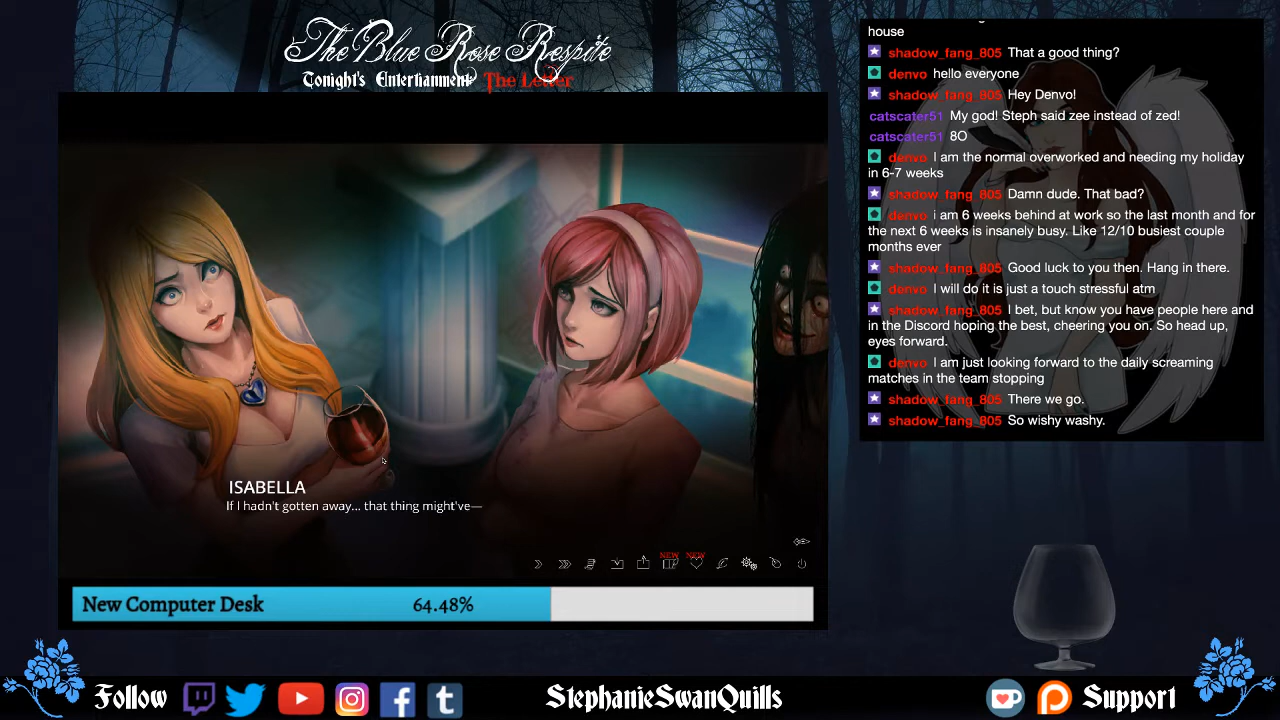 The Blue Rose Respite
Tonight's Entertianment: The Letter
house
shadow_fang_805 That a good thing?
denvo hello everyone
shadow_fang_805 Hey Denvo!
catscater51 My god! Steph said zee instead of zed!
catscater51 8O
denvo I am the normal overworked and needing my holiday
in 6-7 weeks
shadow_fang_805 Damn dude. That bad?
denvo i am 6 weeks behind at work so the last month and for
the next 6 weeks is insanely busy. Like 12/10 busiest couple
months ever
shadow_fang_805 Good luck to you then. Hang in there.
denvo I will do it is just a touch stressful atm
shadow_fang_805 I bet, but know you have people here and
in the Discord hoping the best, cheering you on. So head up,
eyes forward.
denvo I am just looking forward to the daily screaming
matches in the team stopping
shadow_fang_805 There we go.
shadow_fang_805 So wishy washy.
ISABELLA
If I hadn't gotten away... that thing might've—
NEW NEW
New Computer Desk 64.48%
Follow StephanieSwanQuills Support